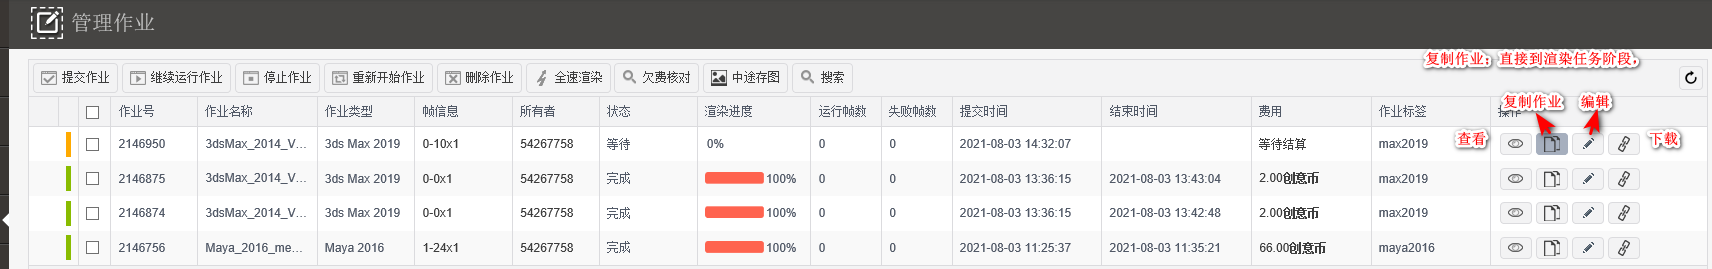 管理作业
复制作业：直接到渲染任务阶段.
提交作业 继续运行作业 停止作业 重新开始作业 删除作业 全速渲染 欠费核对 中途存图 搜索
复制作业 编辑
作业号 作业名称 作业类型 帧信息 所有者 状态 渲染进度 运行帧数 失败帧数 提交时间 结束时间 费用 作业标签 操作
2146950 3dsMax_2014_V... 3ds Max 2019 0-10x1 54267758 等待 0% 0 0 2021-08-03 14:32:07 等待结算 max2019 查看 下载
2146875 3dsMax_2014_V... 3ds Max 2019 0-0x1 54267758 完成 100% 0 0 2021-08-03 13:36:15 2021-08-03 13:43:04 2.00创意币 max2019
2146874 3dsMax_2014_V... 3ds Max 2019 0-0x1 54267758 完成 100% 0 0 2021-08-03 13:36:15 2021-08-03 13:42:48 2.00创意币 max2019
2146756 Maya_2016_me... Maya 2016 1-24x1 54267758 完成 100% 0 0 2021-08-03 11:25:37 2021-08-03 11:35:21 66.00创意币 maya2016